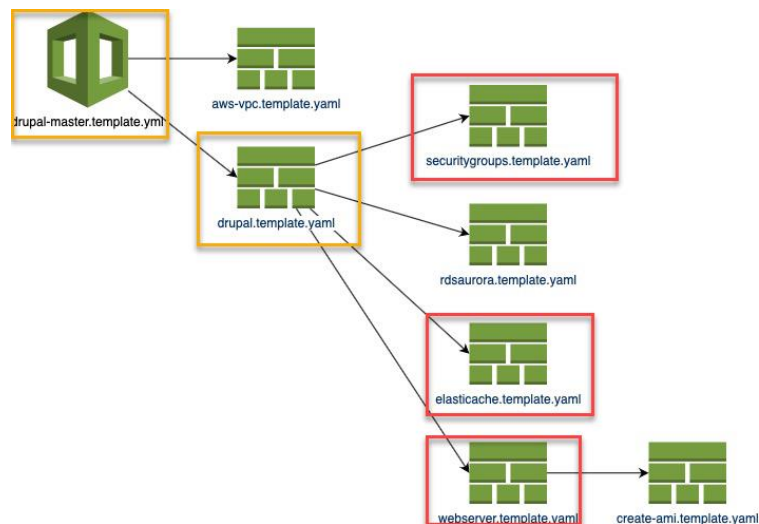 drupal-master.template.yml
aws-vpc.template.yaml
securitygroups.template.yaml
drupal.template.yaml
rdsaurora.template.yaml
elasticache.template.yaml
webserver.template.yaml
create-ami.template.yaml